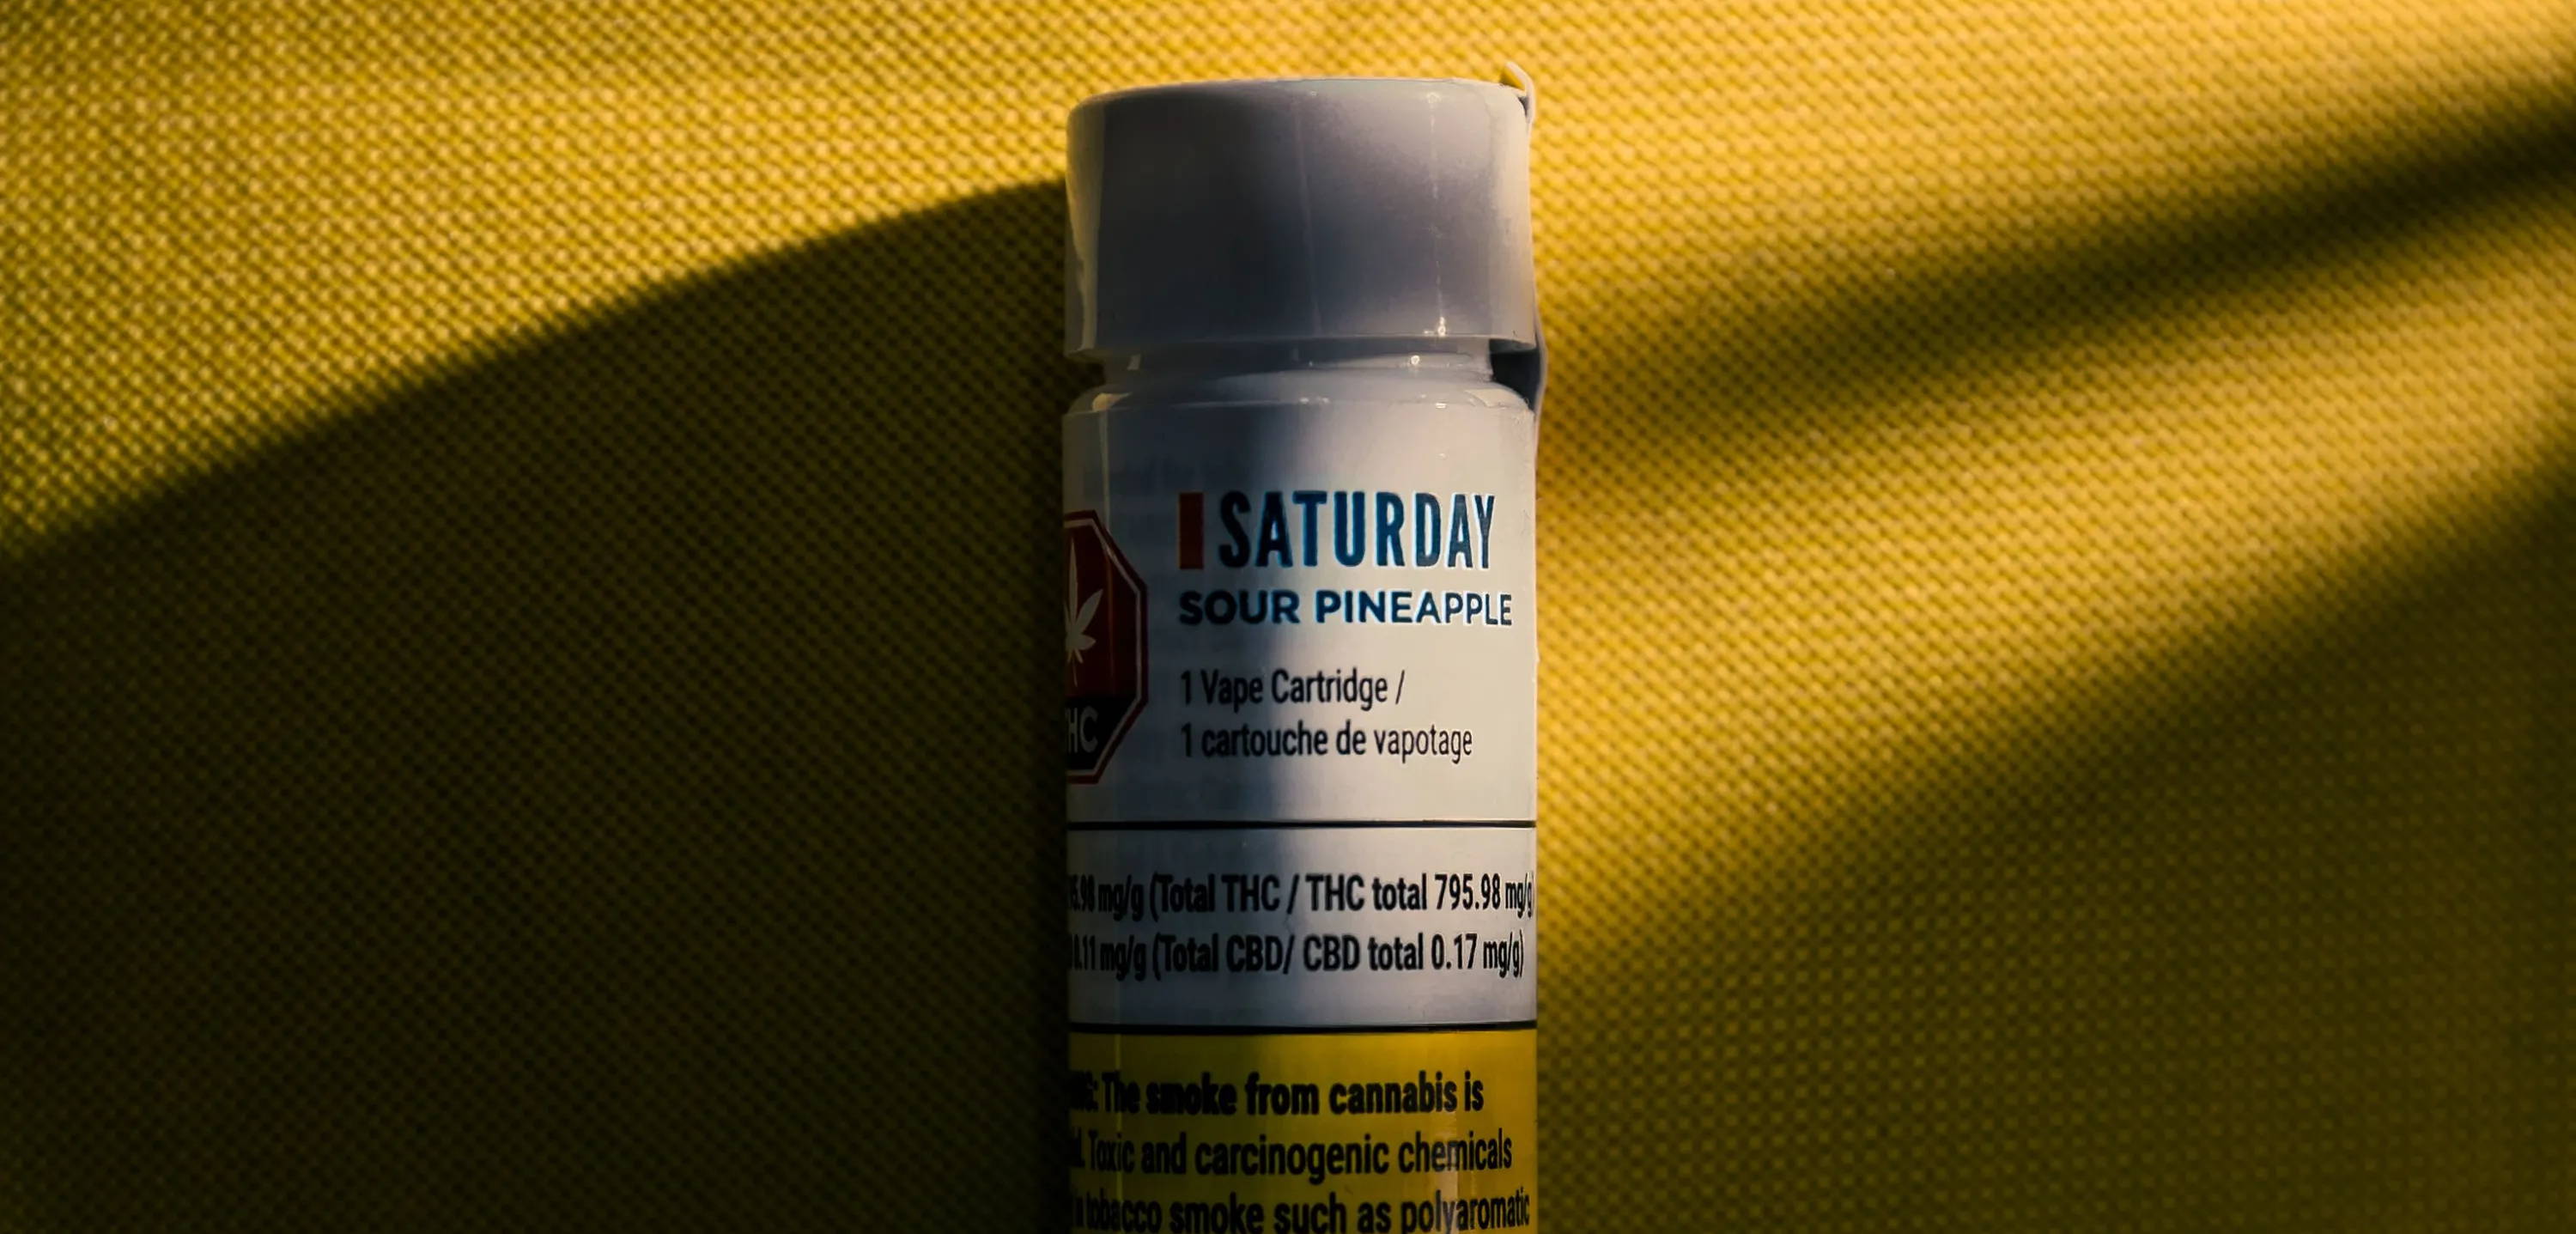 SATURDAY
SOUR PINEAPPLE
1 Vape Cartridge /
1 cartouche de vapotage
HC
mg/g (Total THC / THC total 795.98 mg/g)
mg/g (Total CBD/ CBD total 0.17 mg/g)
The smoke from cannabis is
Toxic and carcinogenic chemicals
tobacco smoke such as polyaromatic